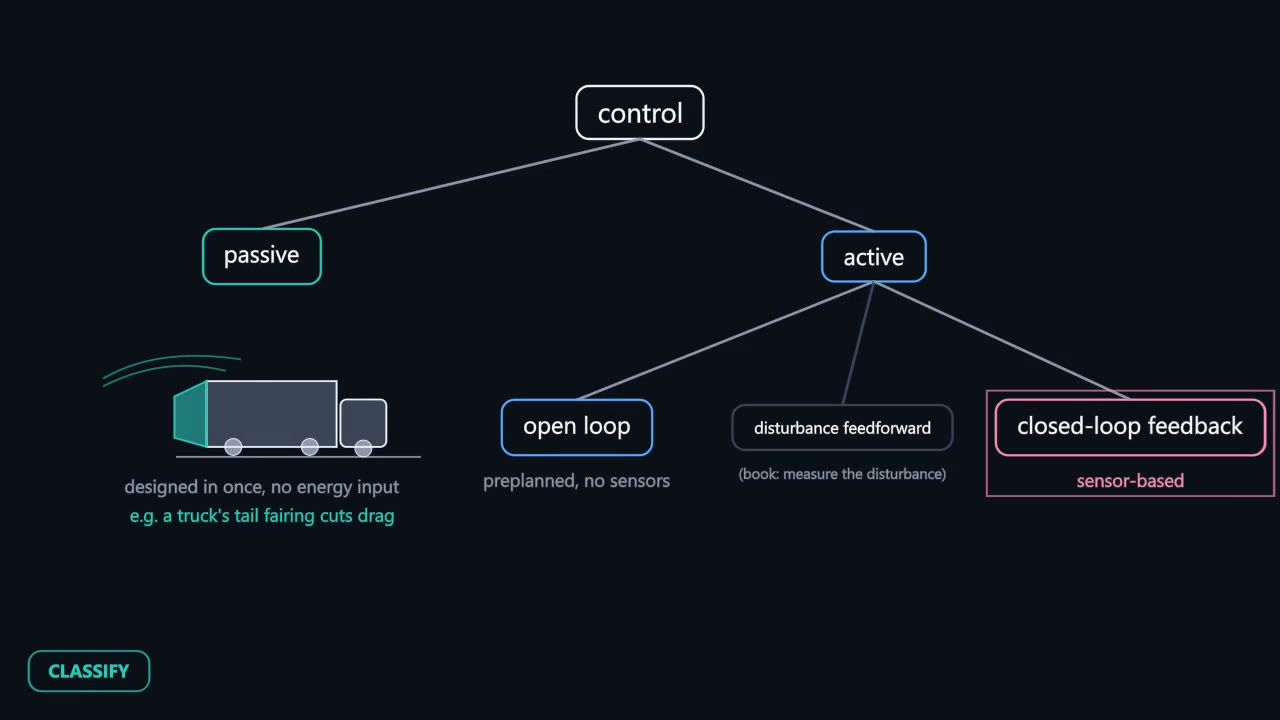 control
passive
active
open loop
disturbance feedforward
closed-loop feedback
preplanned, no sensors
(book: measure the disturbance)
sensor-based
designed in once, no energy input
e.g. a truck's tail fairing cuts drag
CLASSIFY